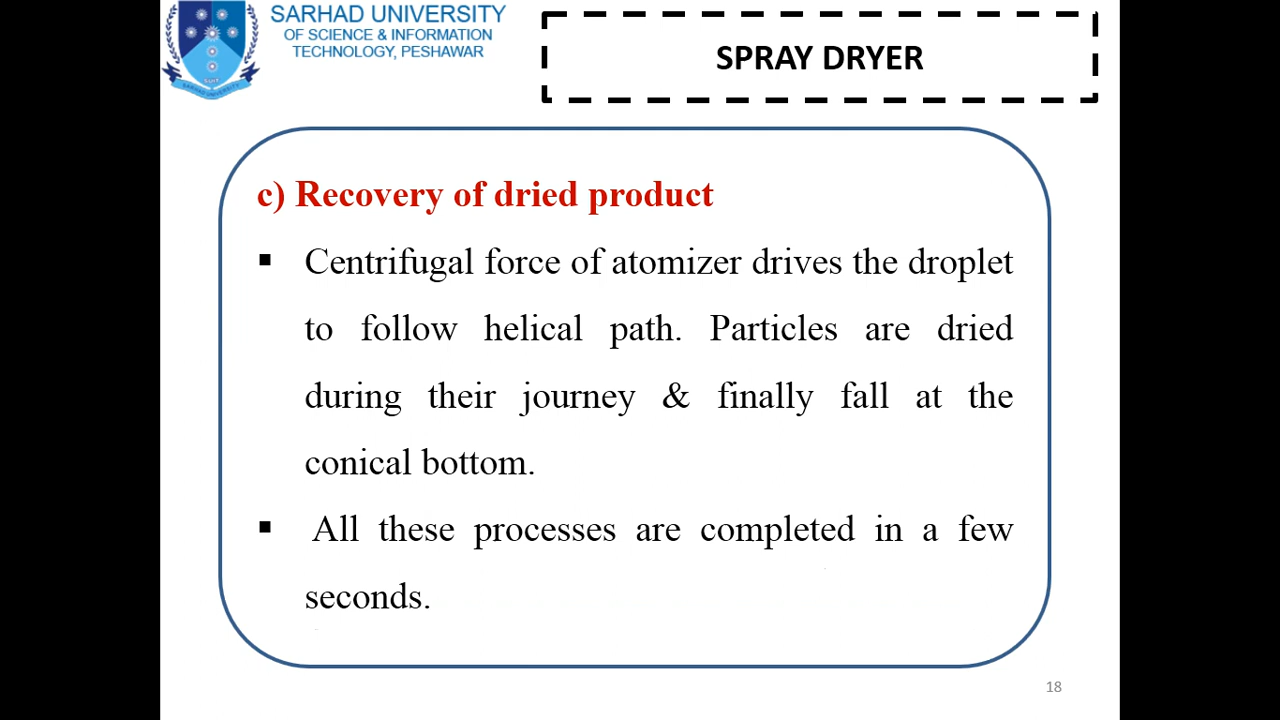 SARHAD UNIVERSITY
OF SCIENCE & INFORMATION
TECHNOLOGY, PESHAWAR
SPRAY DRYER
c) Recovery of dried product
▪ Centrifugal force of atomizer drives the droplet
to follow helical path. Particles are dried
during their journey & finally fall at the
conical bottom.
▪ All these processes are completed in a few
seconds.
18